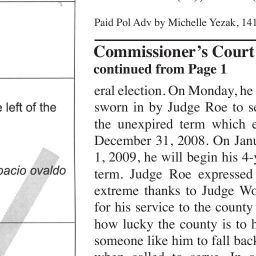 Paid Pol Adv by Michelle Yezak, 141
Commissioner's Court
continued from Page 1
eral election. On Monday, he
sworn in by Judge Roe to se
the unexpired term which e
December 31, 2008. On Janu
1, 2009, he will begin his 4-y
term. Judge Roe expressed
extreme thanks to Judge Wo
for his service to the county
how lucky the county is to h
someone like him to fall back
when called to serve. In a
e left of the
pacio ovaldo